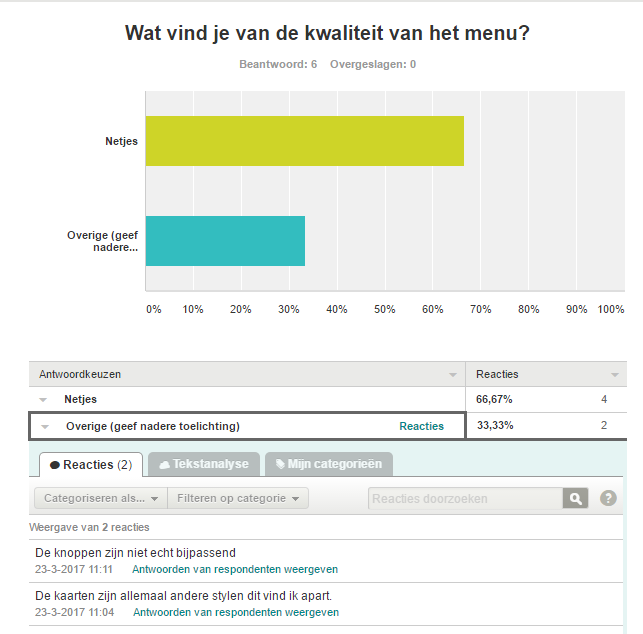 Wat vind je van de kwaliteit van het menu?
Beantwoord: 6 Overgeslagen: 0
Netjes
Overige (geef
nadere...
0% 10% 20% 30% 40% 50% 60% 70% 80% 90% 100%
Antwoordkeuzen Reacties
Netjes 66,67% 4
Overige (geef nadere toelichting) Reacties 33,33% 2
Reacties (2) Tekstanalyse Mijn categorieën
Categoriseren als... Filteren op categorie Reacties doorzoeken ?
Weergave van 2 reacties
De knoppen zijn niet echt bijpassend
23-3-2017 11:11 Antwoorden van respondenten weergeven
De kaarten zijn allemaal andere stylen dit vind ik apart.
23-3-2017 11:04 Antwoorden van respondenten weergeven